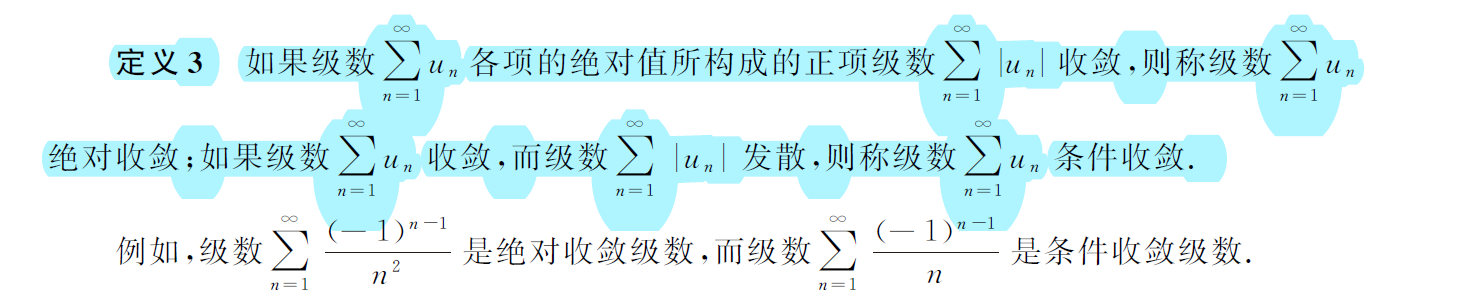 定义 3 如果级数 $\sum_{n=1}^{\infty} u_n$ 各项的绝对值所构成的正项级数 $\sum_{n=1}^{\infty} |u_n|$ 收敛,则称级数 $\sum_{n=1}^{\infty} u_n$
绝对收敛;如果级数 $\sum_{n=1}^{\infty} u_n$ 收敛,而级数 $\sum_{n=1}^{\infty} |u_n|$ 发散,则称级数 $\sum_{n=1}^{\infty} u_n$ 条件收敛.
例如,级数 $\sum_{n=1}^{\infty} \frac{(-1)^{n-1}}{n^2}$ 是绝对收敛级数,而级数 $\sum_{n=1}^{\infty} \frac{(-1)^{n-1}}{n}$ 是条件收敛级数.